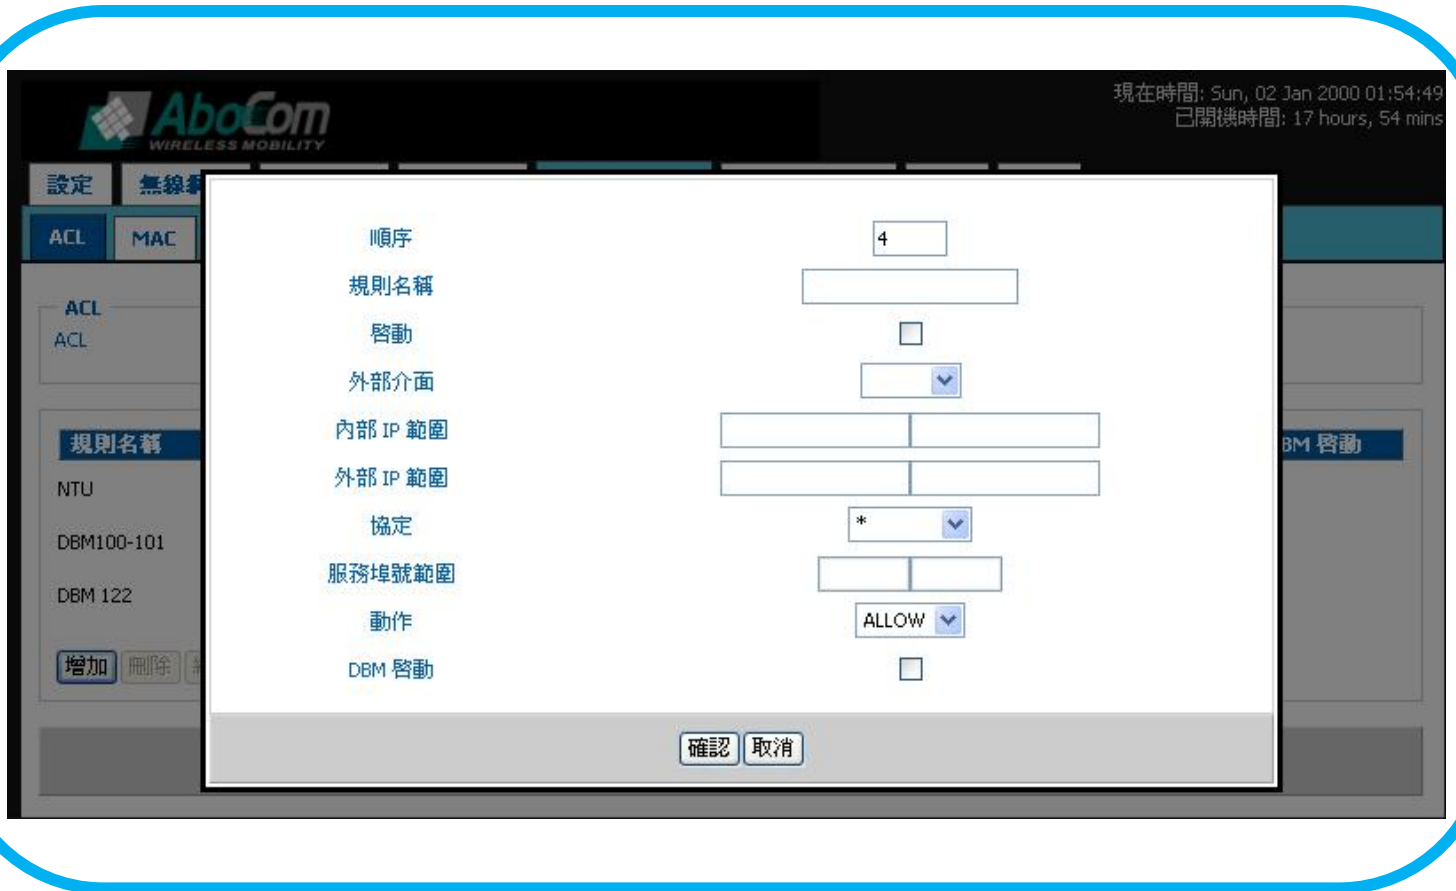 AboCom
WIRELESS MOBILITY
現在時間: Sun, 02 Jan 2000 01:54:49
已開機時間: 17 hours, 54 mins
設定 無線
ACL MAC
ACL
ACL
規則名稱
NTU
DBM100-101
DBM 122
增加 刪除
BM 啓動
順序 4
規則名稱
啓動
外部介面
內部 IP 範圍
外部 IP 範圍
協定 *
服務埠號範圍
動作 ALLOW
DBM 啓動
確認 取消